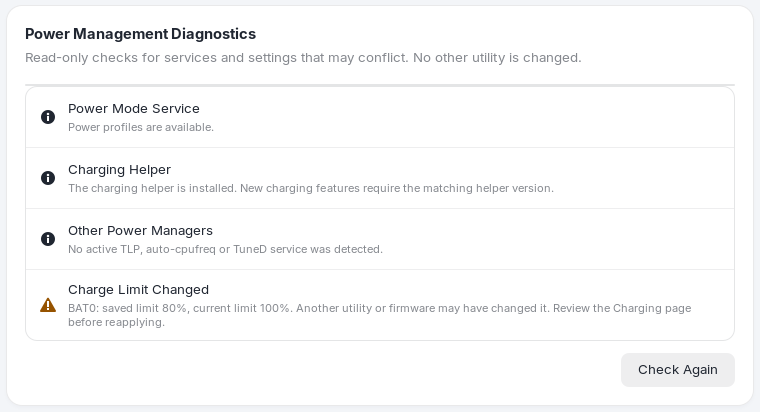 Power Management Diagnostics
Read-only checks for services and settings that may conflict. No other utility is changed.
Power Mode Service
Power profiles are available.
Charging Helper
The charging helper is installed. New charging features require the matching helper version.
Other Power Managers
No active TLP, auto-cpufreq or TuneD service was detected.
Charge Limit Changed
BAT0: saved limit 80%, current limit 100%. Another utility or firmware may have changed it. Review the Charging page
before reapplying.
Check Again